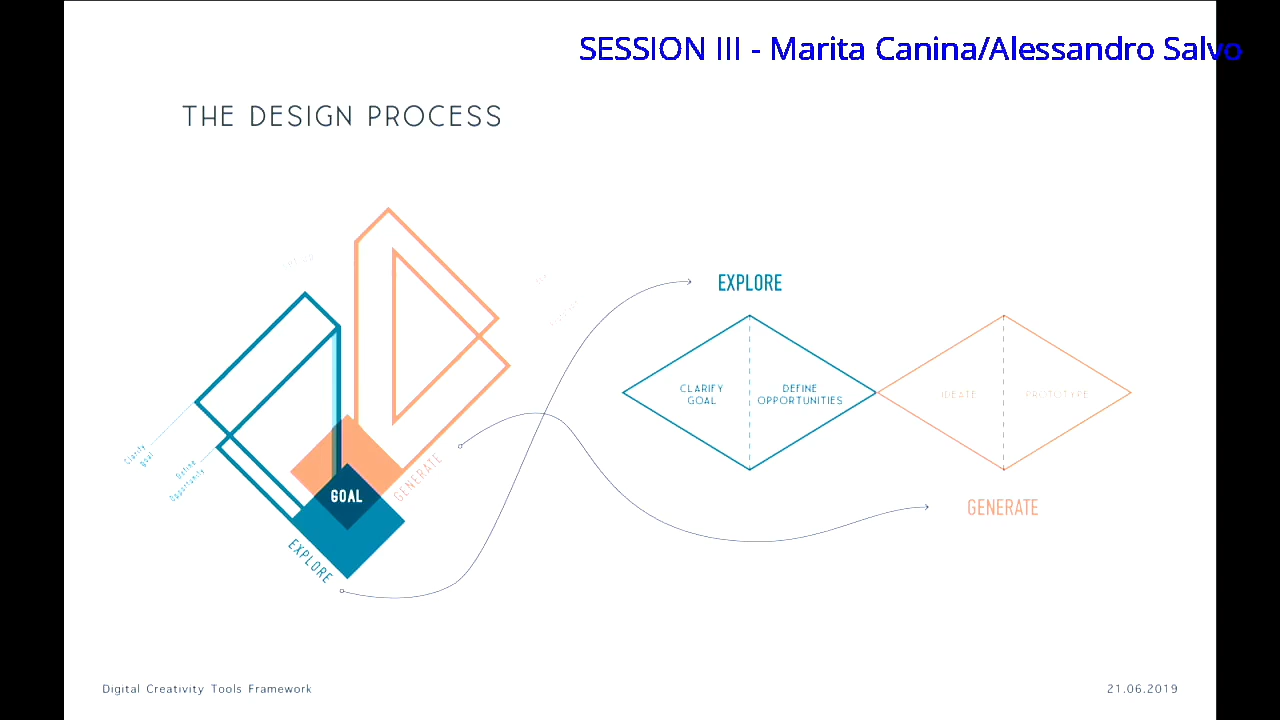 SESSION III - Marita Canina/Alessandro Salvo
THE DESIGN PROCESS
EXPLORE
CLARIFY
GOAL
DEFINE
OPPORTUNITIES
IDEATE
PROTOTYPE
GENERATE
Clarify
goal
Define
Opportunity
GOAL
GENERATE
EXPLORE
Digital Creativity Tools Framework
21.06.2019